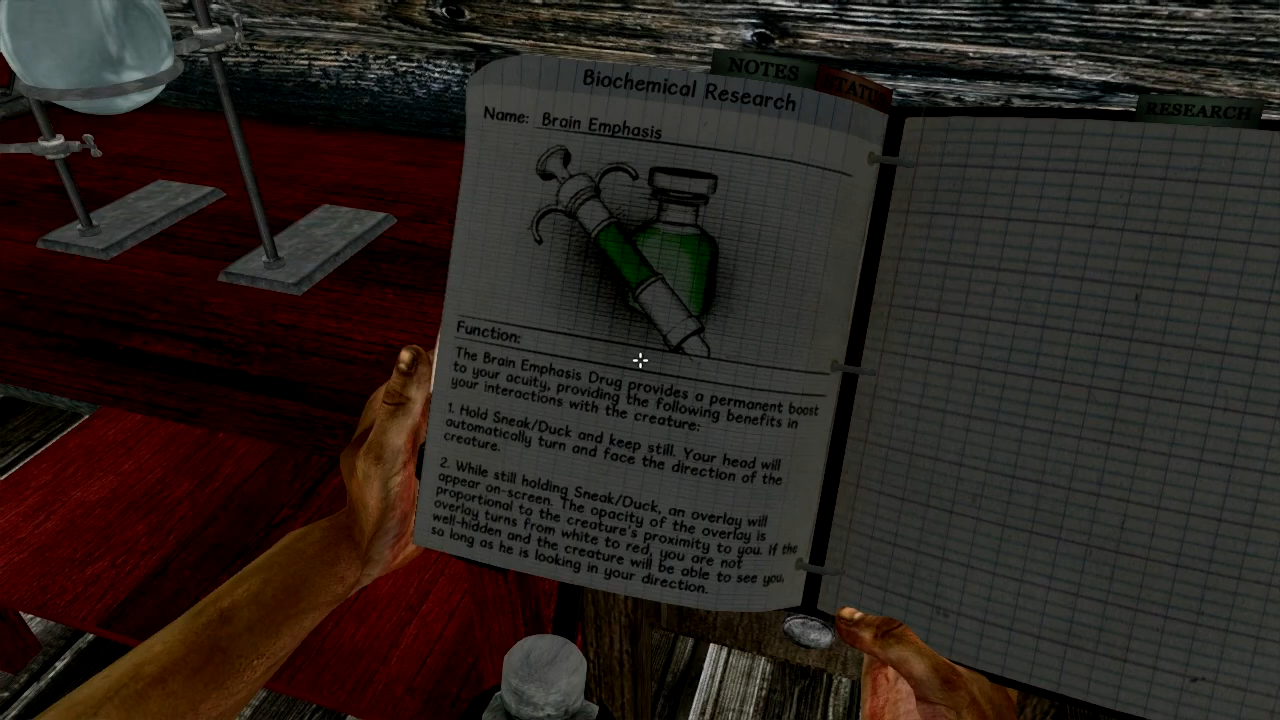 NOTES
STATUS
RESEARCH
Biochemical Research
Name: Brain Emphasis
Function:
The Brain Emphasis Drug provides a permanent boost
to your acuity, providing the following benefits in
your interactions with the creature:
1. Hold Sneak/Duck and keep still. Your head will
automatically turn and face the direction of the
creature.
2. While still holding Sneak/Duck, an overlay will
appear on-screen. The opacity of the overlay is
proportional to the creature's proximity to you. If the
overlay turns from white to red, you are not
well-hidden and the creature will be able to see you,
so long as he is looking in your direction.